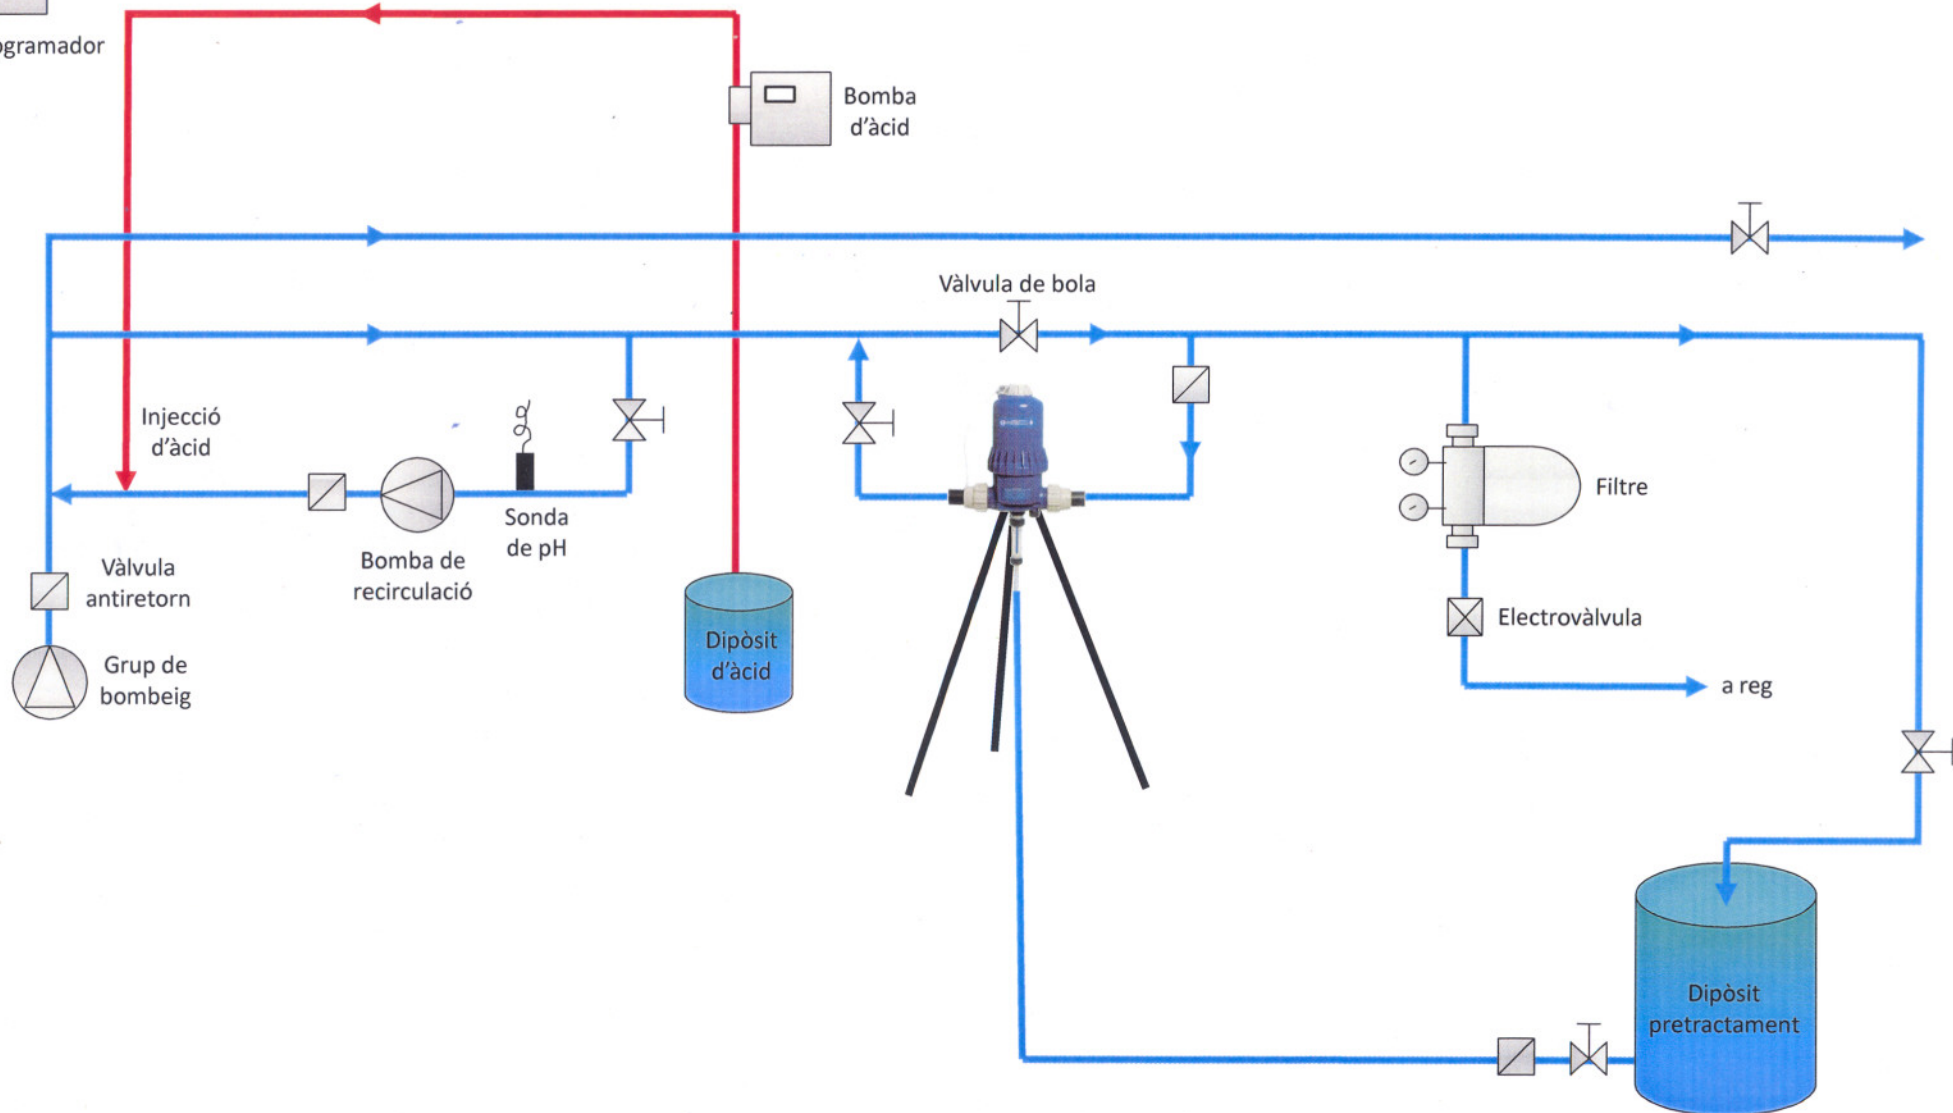 ogramador
Bomba
d'àcid
Vàlvula de bola
Injecció
d'àcid
Sonda
de pH
Filtre
Bomba de
recirculació
Vàlvula
antiretorn
Electrovàlvula
Dipòsit
d'àcid
Grup de
bombeig
a reg
Dipòsit
pretractament